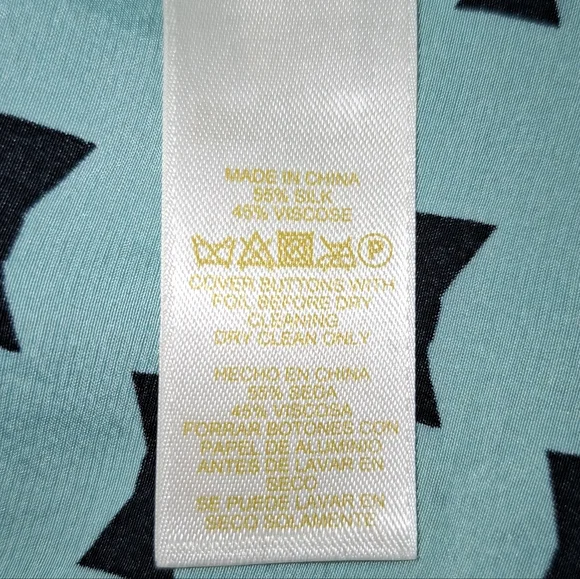 MADE IN CHINA
55% SILK
45% VISCOSE
P
COVER BUTTONS WITH
FOIL BEFORE DRY
CLEANING
DRY CLEAN ONLY
HECHO EN CHINA
55% SEDA
45% VISCOSA
FORRAR BOTONES CON
PAPEL DE ALUMINIO
ANTES DE LAVAR EN
SECO
SE PUEDE LAVAR EN
SECO SOLAMENTE